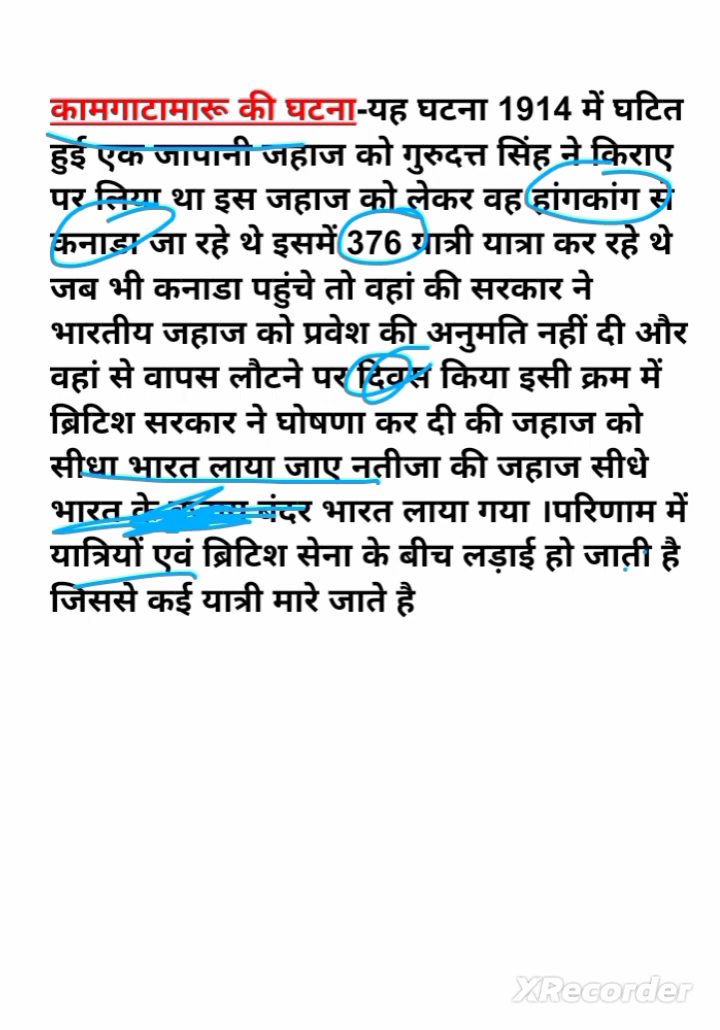 कामगाटामारू की घटना-यह घटना 1914 में घटित
हुई एक जापानी जहाज को गुरुदत्त सिंह ने किराए
पर लिया था इस जहाज को लेकर वह हांगकांग से
कनाडा जा रहे थे इसमें 376 यात्री यात्रा कर रहे थे
जब भी कनाडा पहुंचे तो वहां की सरकार ने
भारतीय जहाज को प्रवेश की अनुमति नहीं दी और
वहां से वापस लौटने पर दिवस किया इसी क्रम में
ब्रिटिश सरकार ने घोषणा कर दी की जहाज को
सीधा भारत लाया जाए नतीजा की जहाज सीधे
भारत के बंदर भारत लाया गया ।परिणाम में
यात्रियों एवं ब्रिटिश सेना के बीच लड़ाई हो जाती है
जिससे कई यात्री मारे जाते है
XRecorder